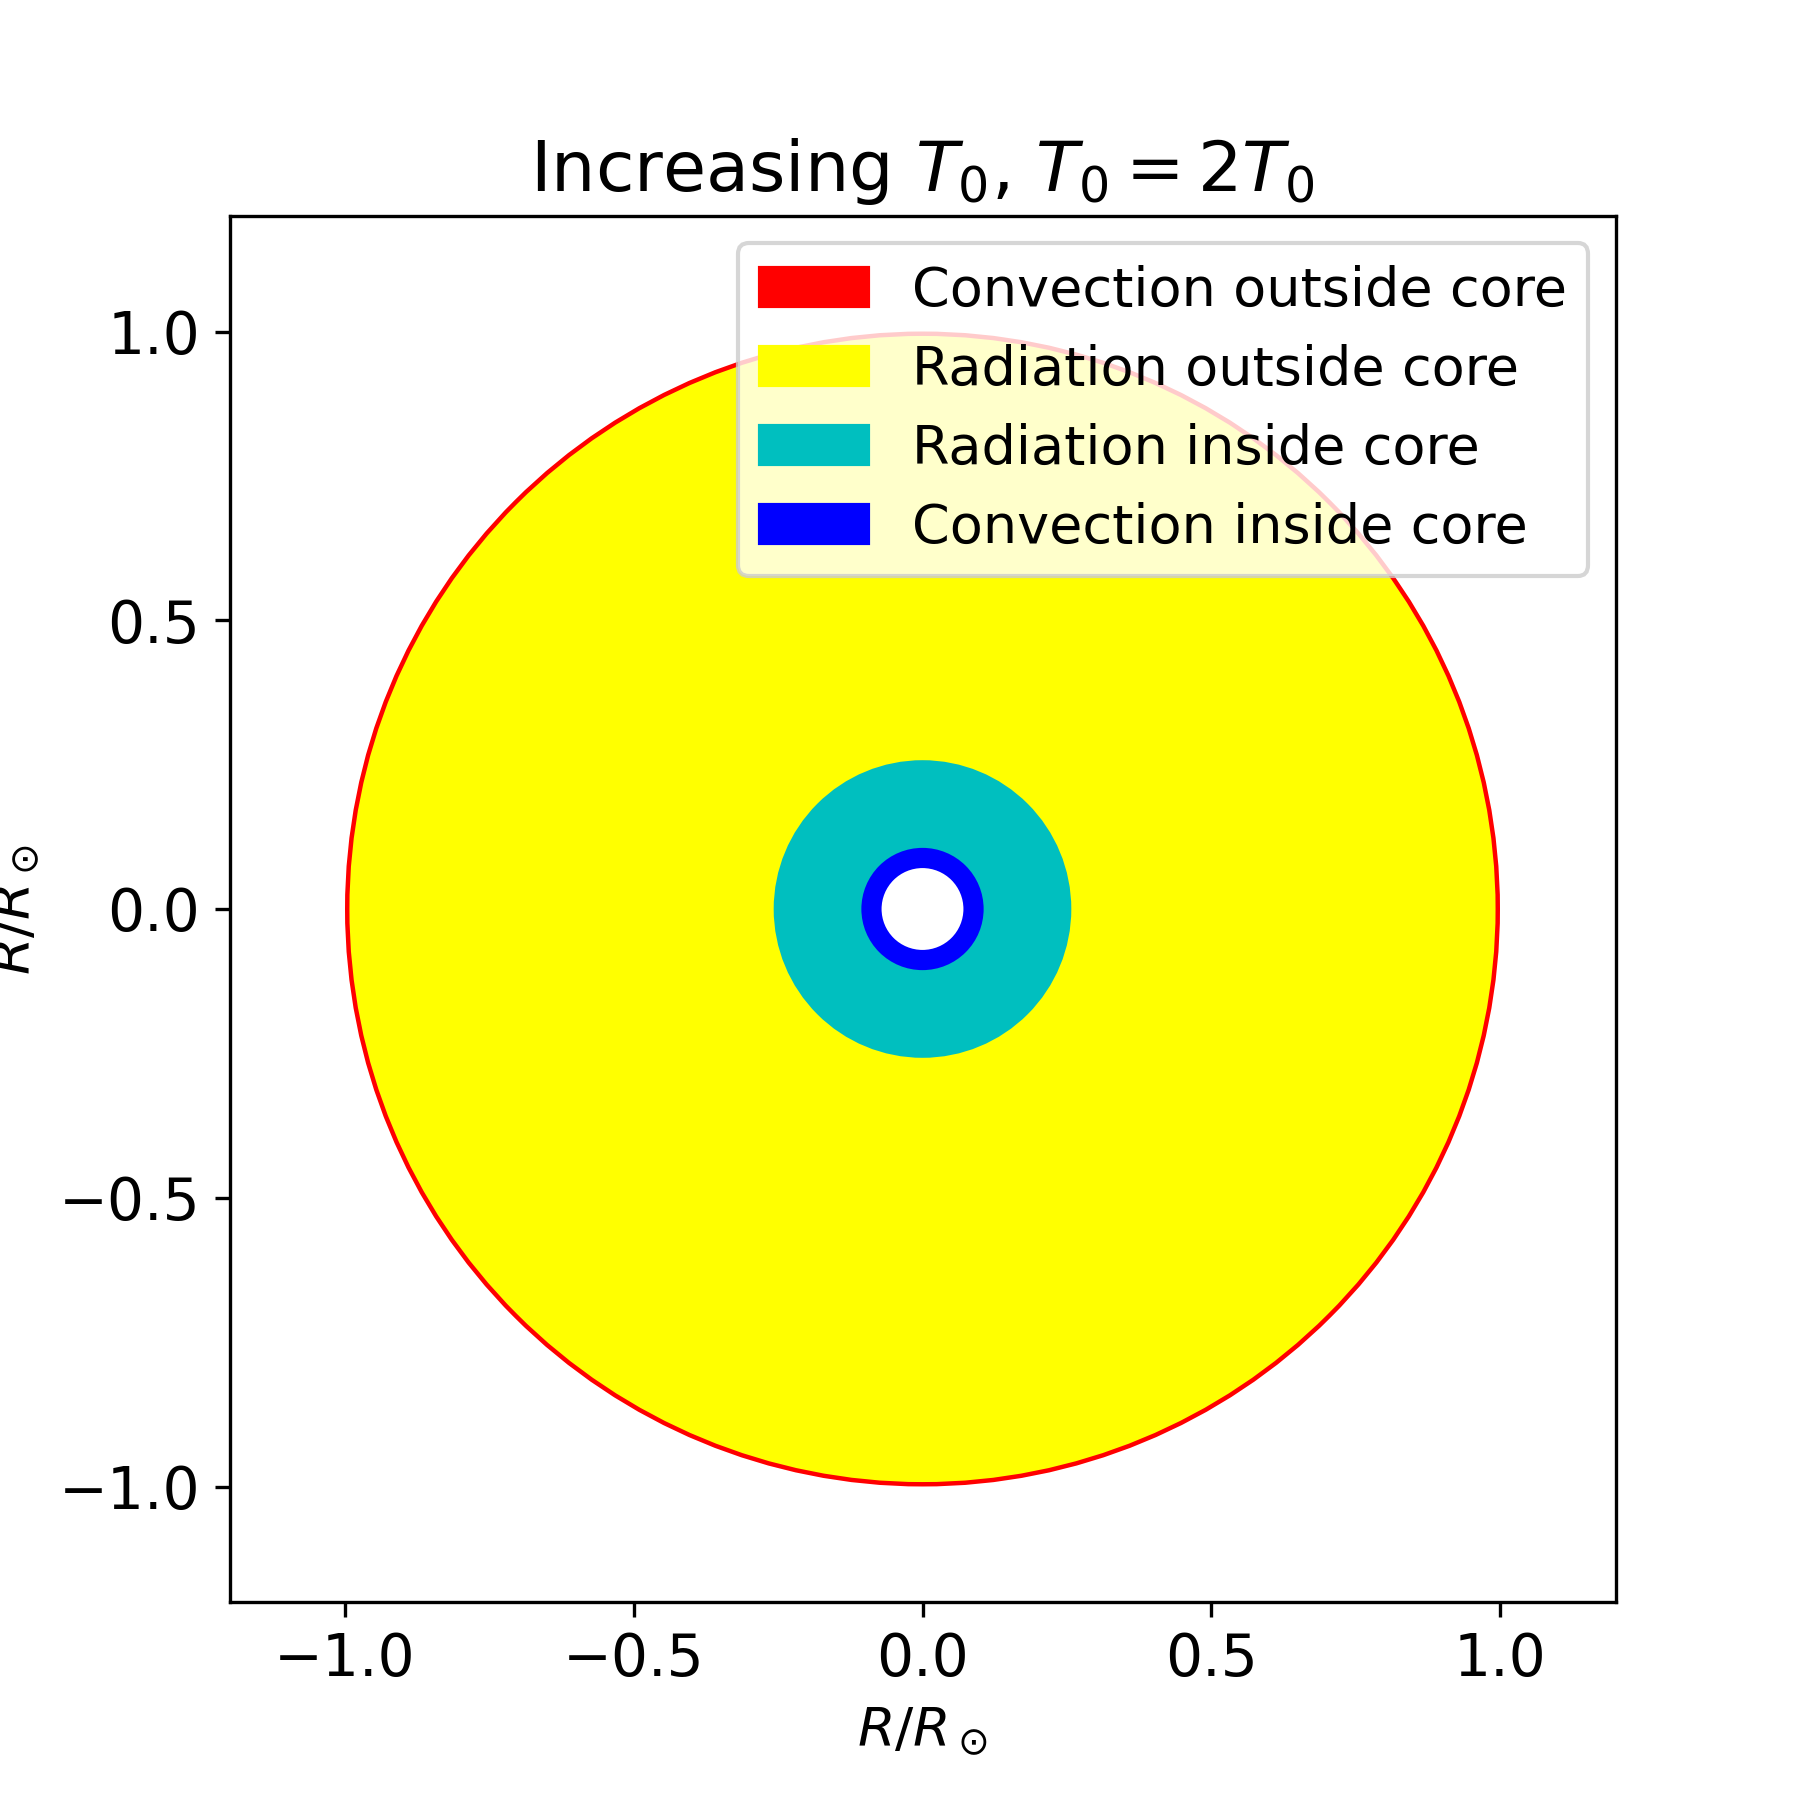 Increasing T₀, T₀ = 2T₀
Convection outside core
Radiation outside core
Radiation inside core
Convection inside core
1.0
0.5
0.0
−0.5
−1.0
R/R⊙
−1.0 −0.5 0.0 0.5 1.0
R/R⊙